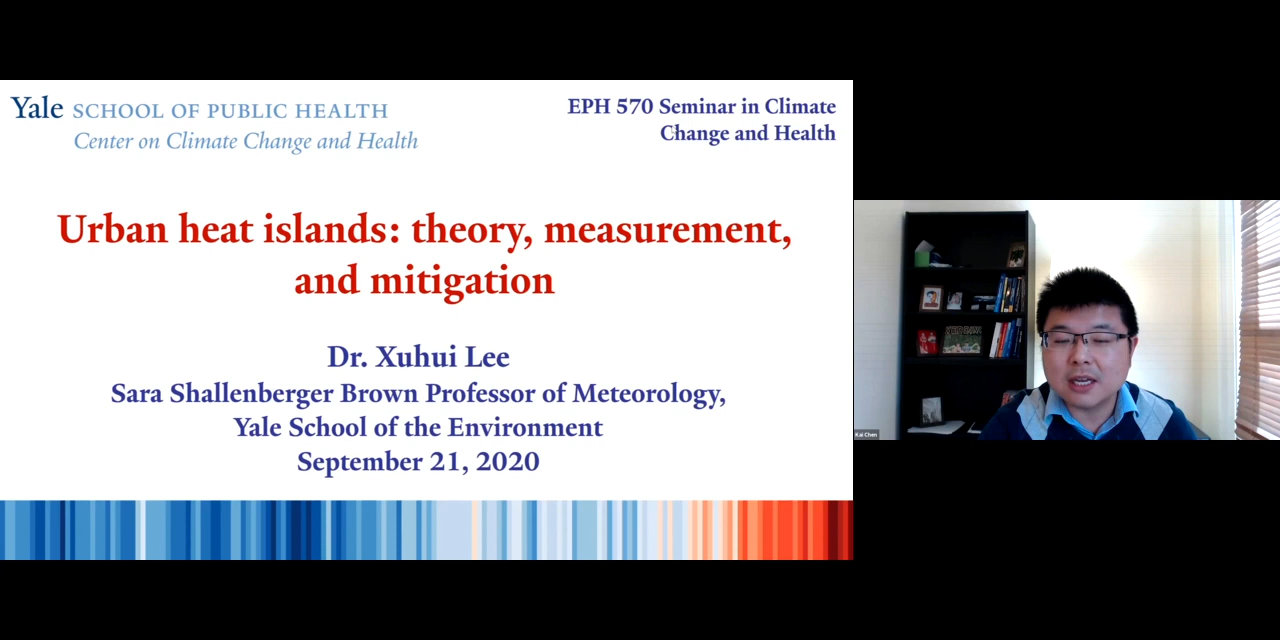 Yale SCHOOL OF PUBLIC HEALTH
Center on Climate Change and Health
EPH 570 Seminar in Climate
Change and Health
Urban heat islands: theory, measurement,
and mitigation
Dr. Xuhui Lee
Sara Shallenberger Brown Professor of Meteorology,
Yale School of the Environment
September 21, 2020
Kai Chen